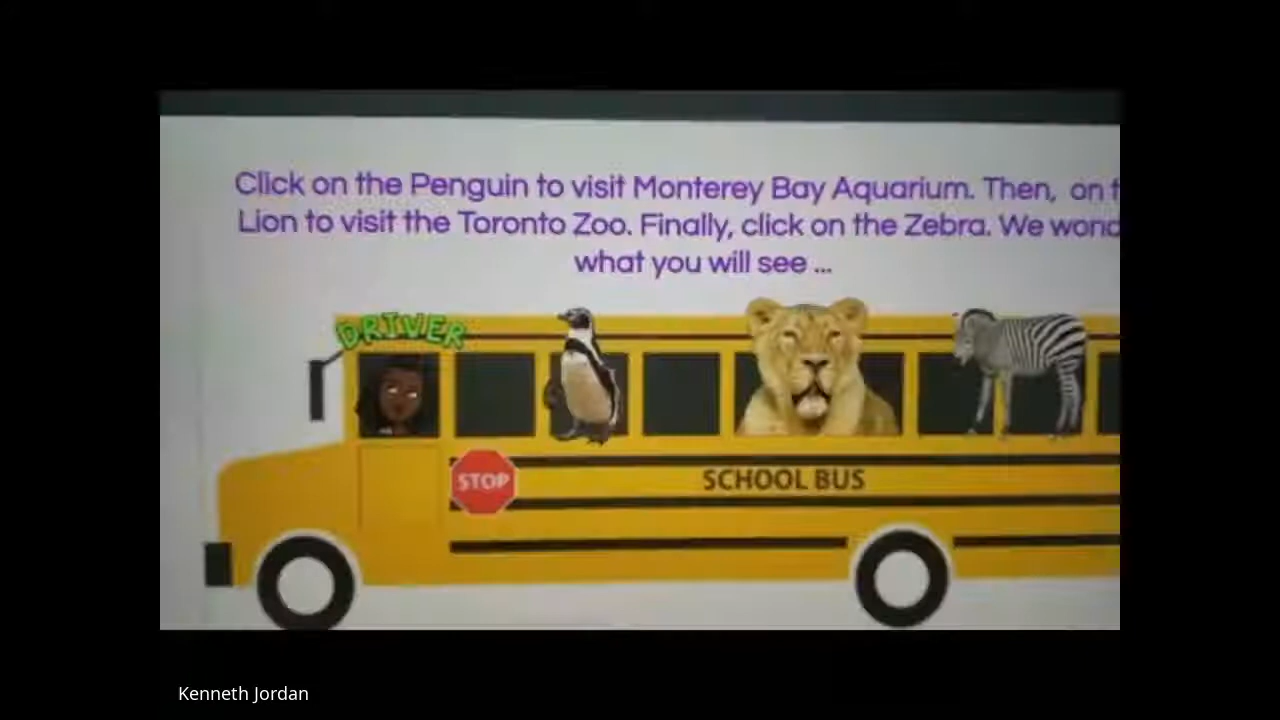 Click on the Penguin to visit Monterey Bay Aquarium. Then, on
Lion to visit the Toronto Zoo. Finally, click on the Zebra. We
what you will see ...
DRIVER
STOP
SCHOOL BUS
Kenneth Jordan